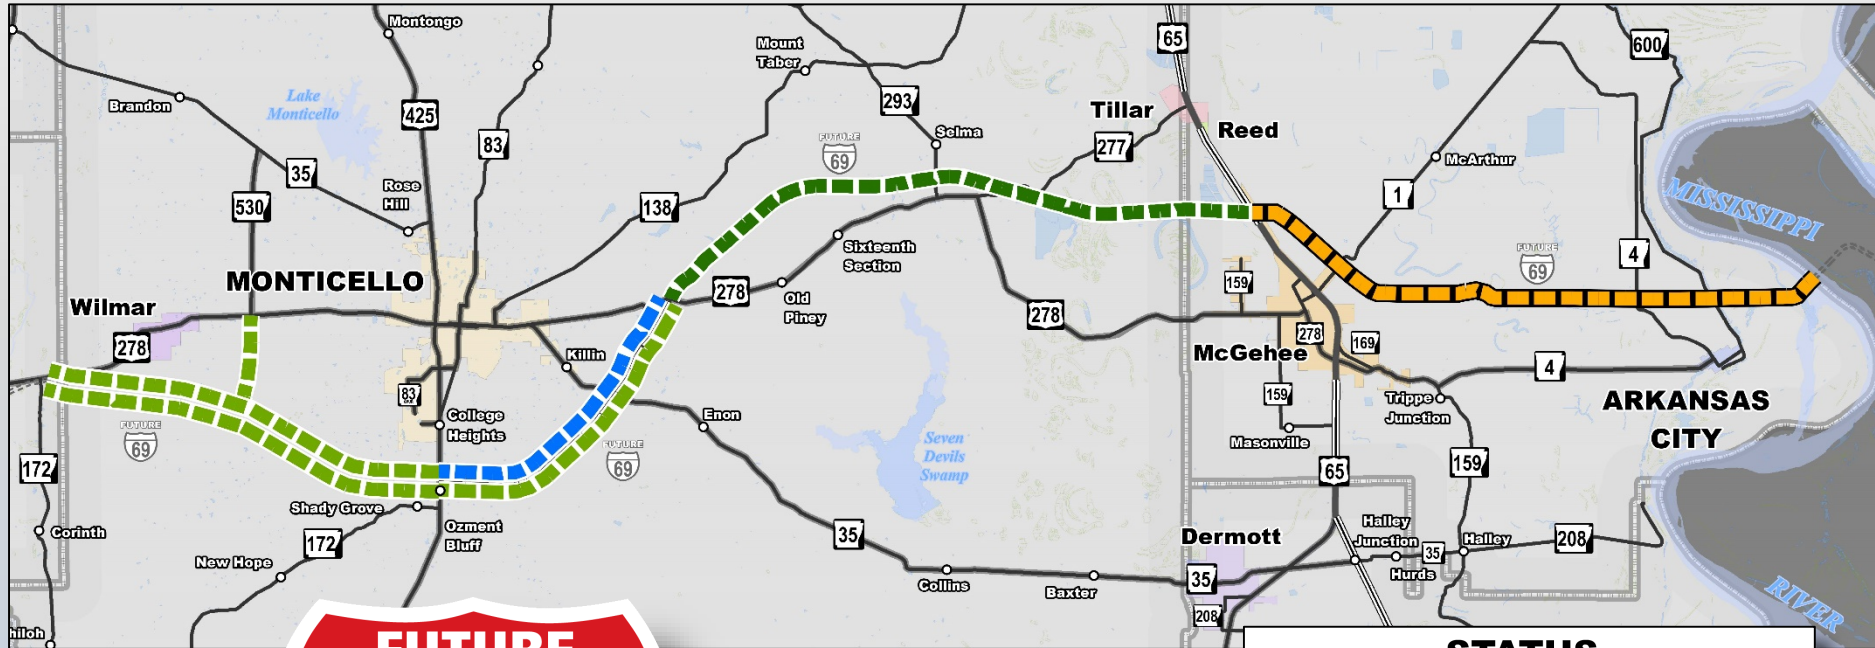 Montongo
Mount
Taber
65
600
Brandon
Lake
Monticello
425
293
Tillar
Reed
83
FUTURE
69
Selma
277
McArthur
35
Rose
Hill
530
138
1
MISSISSIPPI
Sixteenth
Section
FUTURE
69
4
MONTICELLO
Wilmar
278
Old
Piney
159
278
278
Killin
278
169
McGehee
4
83
Enon
159
Trippe
Junction
ARKANSAS
CITY
College
Heights
FUTURE
69
FUTURE
69
Seven
Devils
Swamp
Masonville
172
65
159
Shady Grove
Ozment
Bluff
Corinth
172
35
Dermott
Halley
Junction
Halley
208
35
New Hope
Collins
Baxter
35
Hurds
208
RIVER
hiloh
FUTURE
STATUS